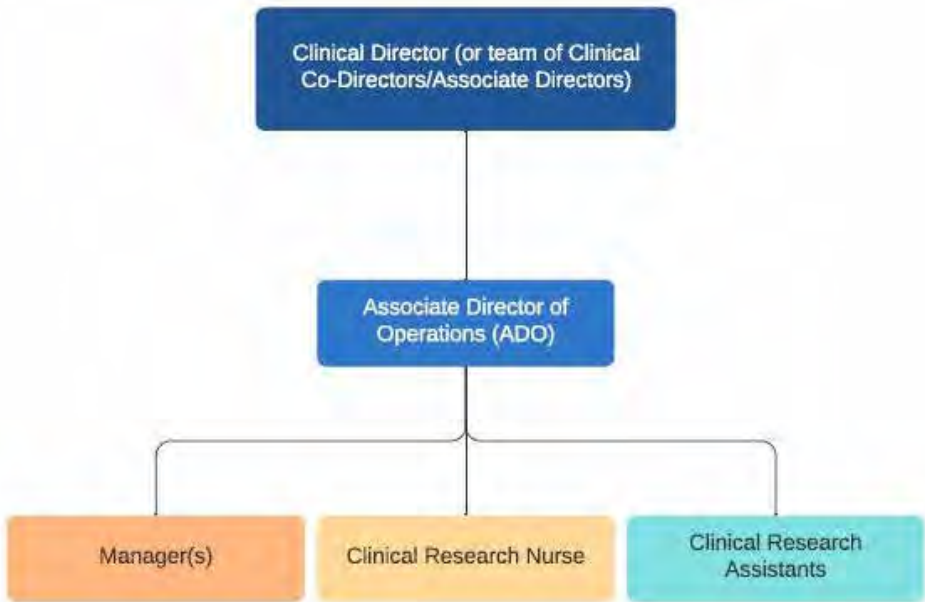 Clinical Director (or team of Clinical
Co-Directors/Associate Directors)
Associate Director of
Operations (ADO)
Manager(s)
Clinical Research Nurse
Clinical Research
Assistants